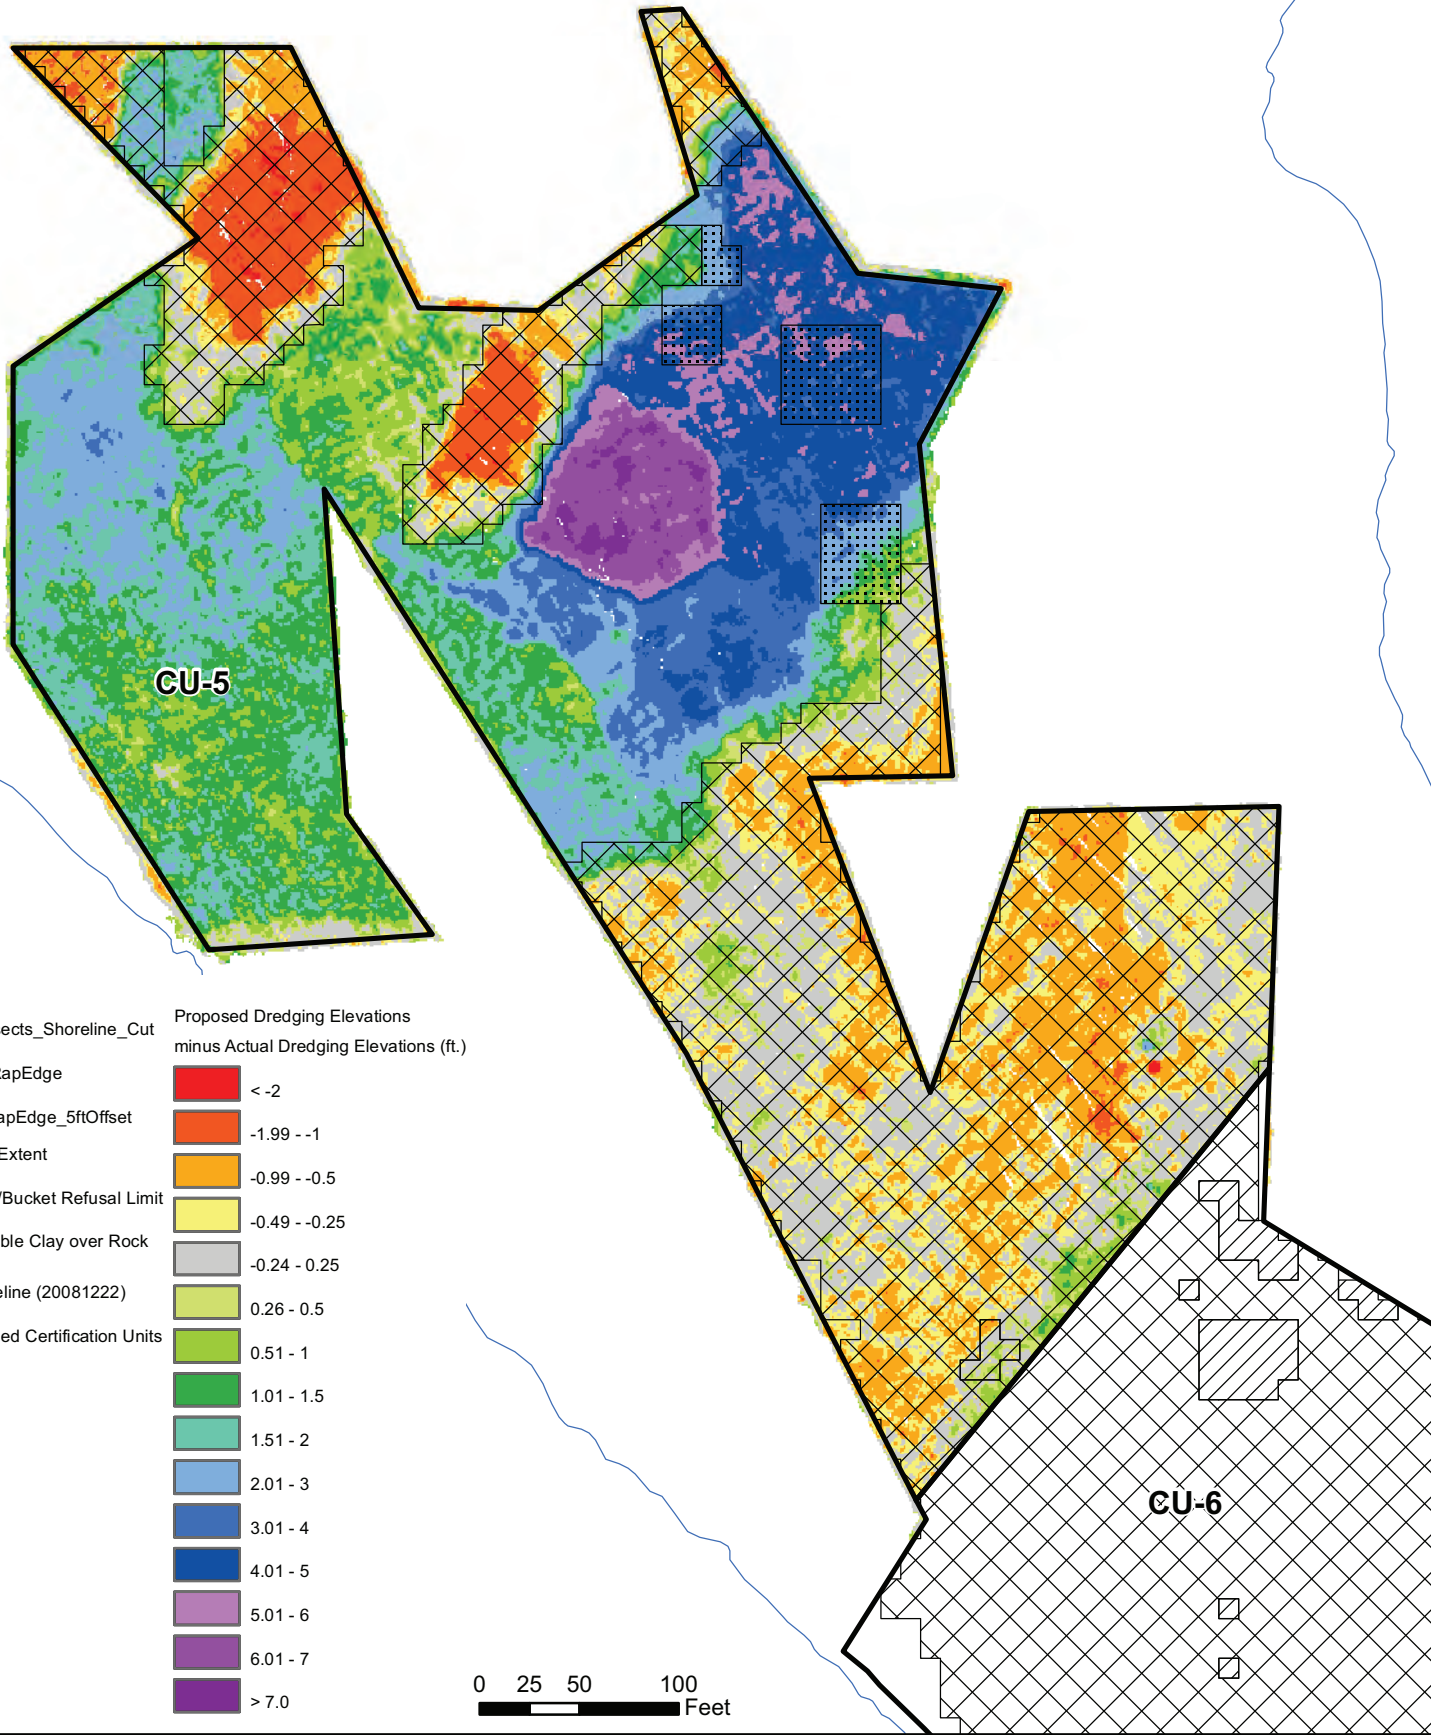 CU-5
CU-6
sects_Shoreline_Cut
RapEdge
apEdge_5ftOffset
Extent
/Bucket Refusal Limit
ble Clay over Rock
eline (20081222)
ed Certification Units
Proposed Dredging Elevations
minus Actual Dredging Elevations (ft.)
< -2
-1.99 - -1
-0.99 - -0.5
-0.49 - -0.25
-0.24 - 0.25
0.26 - 0.5
0.51 - 1
1.01 - 1.5
1.51 - 2
2.01 - 3
3.01 - 4
4.01 - 5
5.01 - 6
6.01 - 7
> 7.0
0 25 50 100
Feet